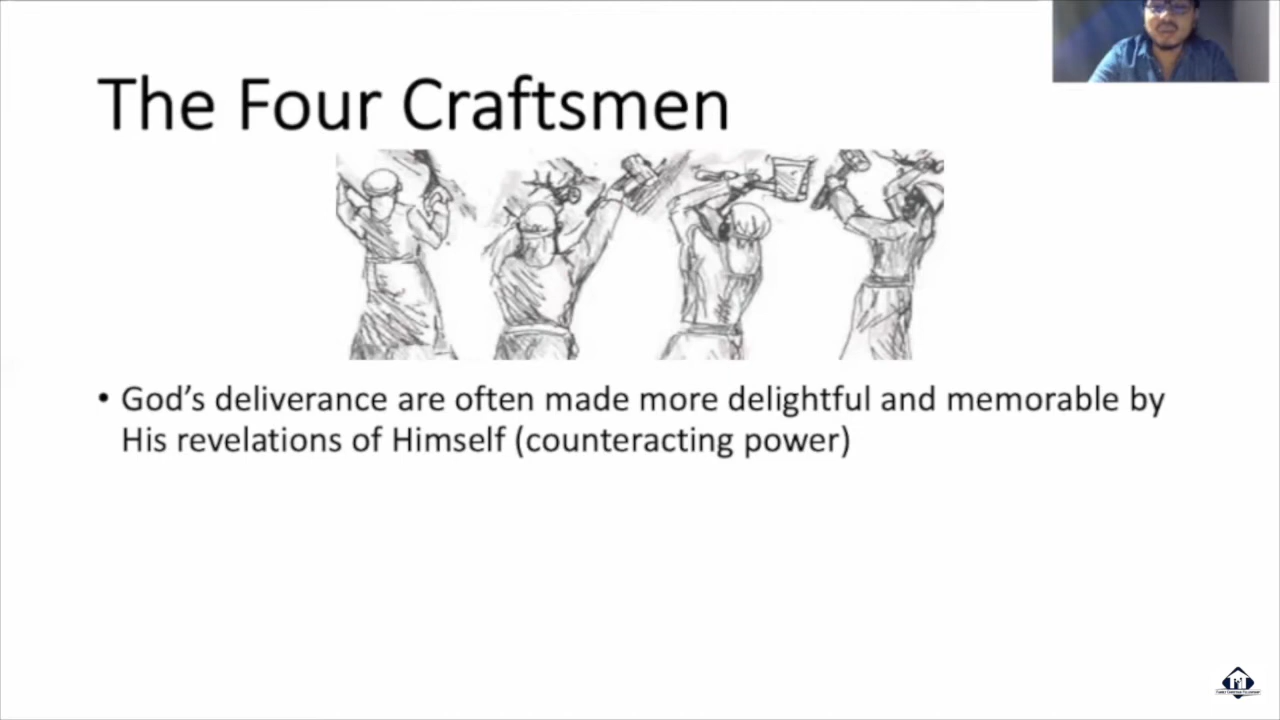 The Four Craftsmen
• God’s deliverance are often made more delightful and memorable by
His revelations of Himself (counteracting power)